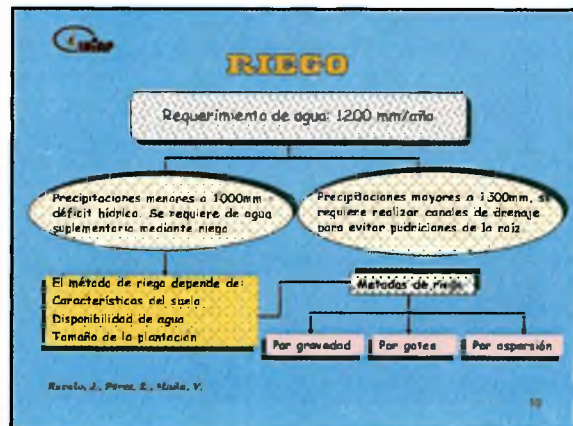 RIEGO
Requerimiento de agua: 1200 mm/año
Precipitaciones menores a 1000mm -
déficit hídrico. Se requiere de agua
suplementaria mediante riego
Precipitaciones mayores a 1300mm, se
requiere realizar canales de drenaje
para evitar pudriciones de la raíz
El método de riego depende de:
Características del suelo
Disponibilidad de agua
Tamaño de la plantación
Métodos de riego
Por gravedad
Por goteo
Por aspersión
J., Pérez, E., V.
10